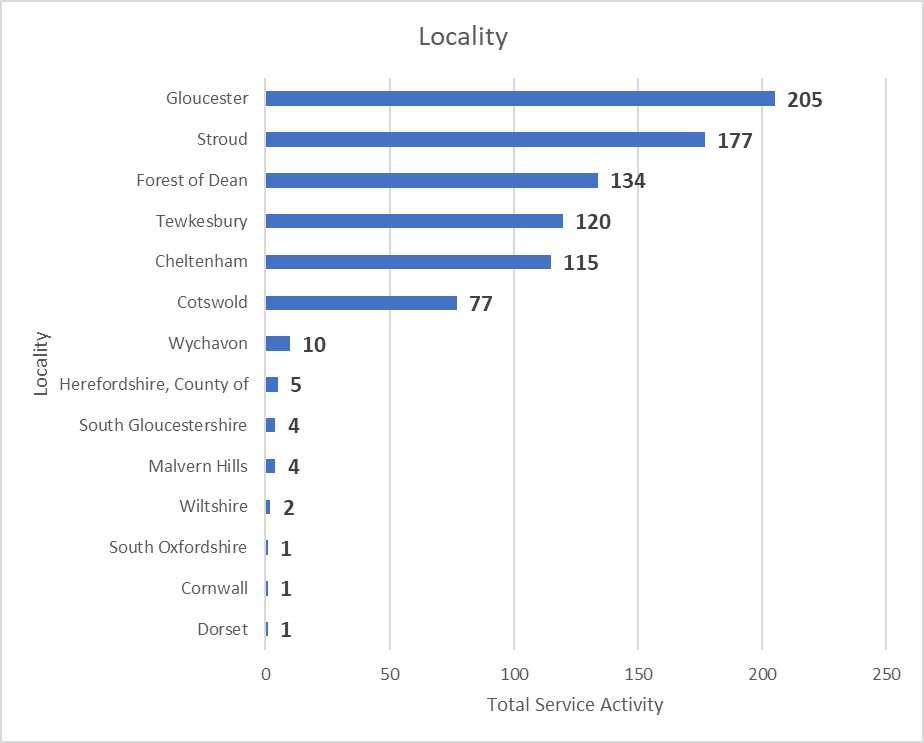 Locality
Gloucester 205
Stroud 177
Forest of Dean 134
Tewkesbury 120
Cheltenham 115
Cotswold 77
Wychavon 10
Herefordshire, County of 5
South Gloucestershire 4
Malvern Hills 4
Wiltshire 2
South Oxfordshire 1
Cornwall 1
Dorset 1
Locality
0 50 100 150 200 250
Total Service Activity